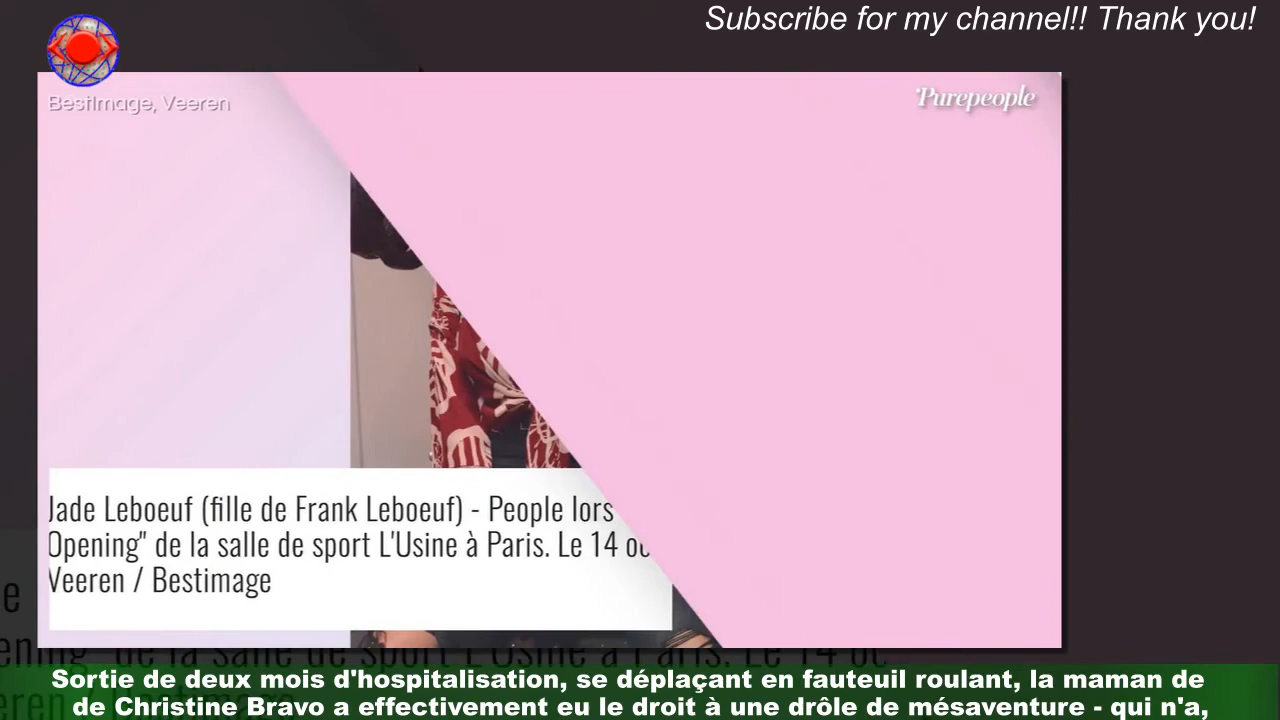 Subscribe for my channel!! Thank you!
BestImage, Veeren
Purepeople
Jade Leboeuf (fille de Frank Leboeuf) - People lors
Opening" de la salle de sport L'Usine à Paris. Le 14 oc
Veeren / Bestimage
Sortie de deux mois d'hospitalisation, se déplaçant en fauteuil roulant, la maman de
de Christine Bravo a effectivement eu le droit à une drôle de mésaventure - qui n'a,